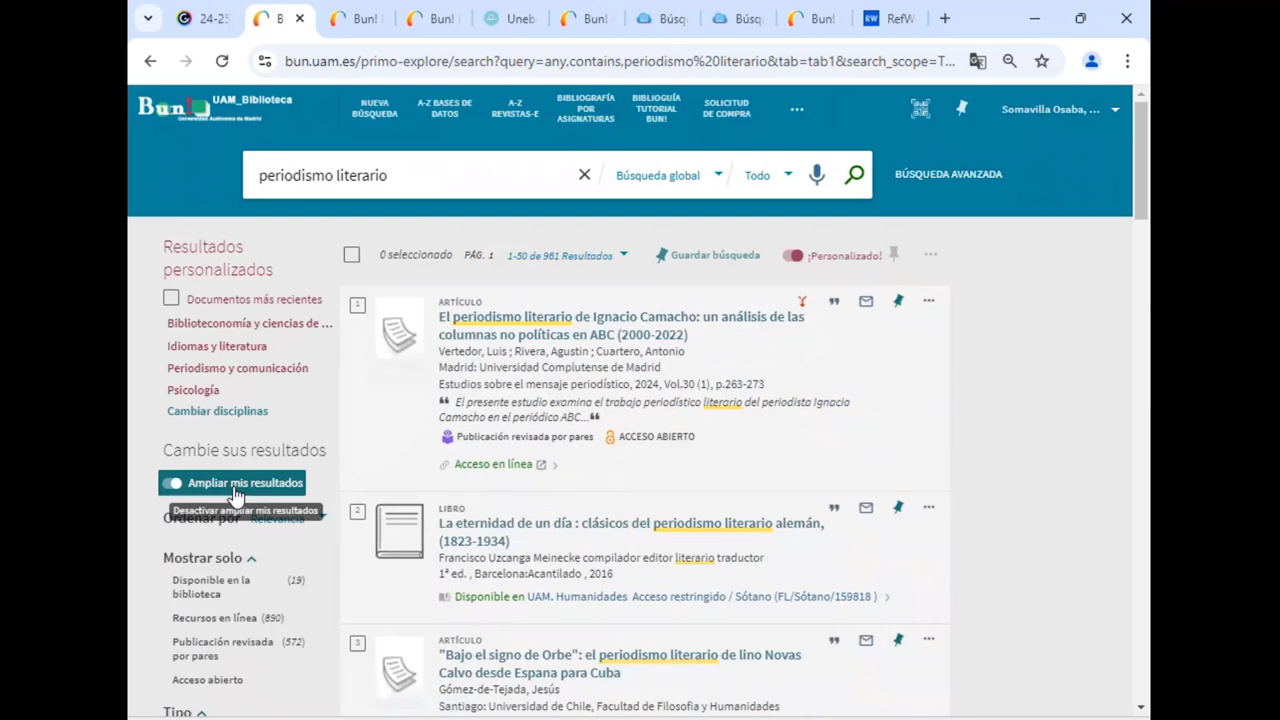 24-25
B
Bun!
Bun!
Uneb
Bun!
Búsq
Búsq
Bun!
RW
RefW
bun.uam.es/primo-explore/search?query=any,contains,periodismo%20literario&tab=tab1&search_scope=T...
Bun!
UAM_Biblioteca
Universidad Autónoma de Madrid
NUEVA
BÚSQUEDA
A-Z BASES DE
DATOS
A-Z
REVISTAS-E
BIBLIOGRAFÍA
POR
ASIGNATURAS
BIBLIOGUÍA
TUTORIAL
BUN!
SOLICITUD
DE COMPRA
Somavilla Osaba, ...
periodismo literario
Búsqueda global
Todo
BÚSQUEDA AVANZADA
Resultados
personalizados
Documentos más recientes
Biblioteconomía y ciencias de ...
Idiomas y literatura
Periodismo y comunicación
Psicología
Cambiar disciplinas
Cambie sus resultados
Ampliar mis resultados
Desactivar ampliar mis resultados
Ordenar por Relevancia
Mostrar solo
Disponible en la (19)
biblioteca
Recursos en línea (890)
Publicación revisada (572)
por pares
Acceso abierto
Tipo
0 seleccionado PÁG. 1 1-50 de 961 Resultados
Guardar búsqueda
¡Personalizado!
1
ARTÍCULO
El periodismo literario de Ignacio Camacho: un análisis de las
columnas no políticas en ABC (2000-2022)
Vertedor, Luis ; Rivera, Agustin ; Cuartero, Antonio
Madrid: Universidad Complutense de Madrid
Estudios sobre el mensaje periodístico, 2024, Vol.30 (1), p.263-273
El presente estudio examina el trabajo periodístico literario del periodista Ignacio
Camacho en el periódico ABC...
Publicación revisada por pares ACCESO ABIERTO
Acceso en línea
2
LIBRO
La eternidad de un día : clásicos del periodismo literario alemán,
(1823-1934)
Francisco Uzcanga Meinecke compilador editor literario traductor
1ª ed. , Barcelona:Acantilado , 2016
Disponible en UAM. Humanidades Acceso restringido / Sótano (FL/Sótano/159818 )
3
ARTÍCULO
"Bajo el signo de Orbe": el periodismo literario de lino Novas
Calvo desde Espana para Cuba
Gómez-de-Tejada, Jesús
Santiago: Universidad de Chile, Facultad de Filosofia y Humanidades